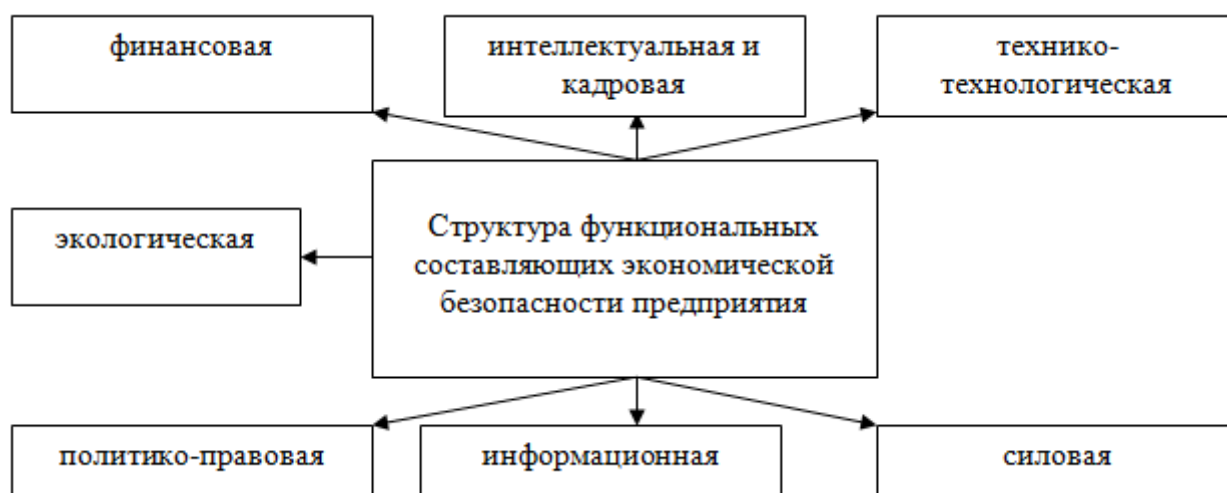 финансовая
интеллектуальная и
кадровая
технико-
технологическая
экологическая
Структура функциональных
составляющих экономической
безопасности предприятия
политико-правовая
информационная
силовая